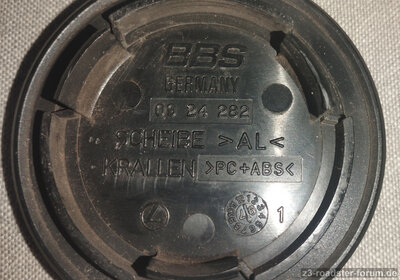 BBS
GERMANY
09 24 282
SCHEIBE >AL<
KRALLEN >PC+ABS<
1
z3-roadster-forum.de